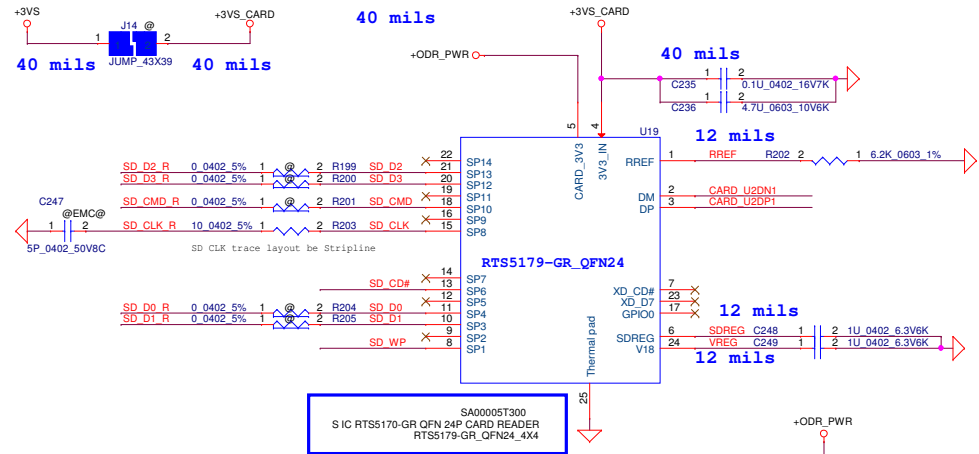 +3VS
J14 @
+3VS_CARD
1 2
1 2
JUMP_43X39
40 mils
40 mils
40 mils
+3VS_CARD
+ODR_PWR
C235 1 2 0.1U_0402_16V7K
C236 1 2 4.7U_0603_10V6K
5 4
U19
CARD_3V3
3V3_IN
12 mils
22 SP14
SD_D2_R 0_0402_5% 1 @ 2 R199 SD_D2 21 SP13
SD_D3_R 0_0402_5% 1 2 R200 SD_D3 20 SP12
19 SP11
SD_CMD_R 0_0402_5% 1 @ 2 R201 SD_CMD 18 SP10
16 SP9
SD_CLK_R 10_0402_5% 1 2 R203 SD_CLK 15 SP8
C247
@EMC@
1 2
5P_0402_50V8C
SD CLK trace layout be Stripline
RREF 1 RREF R202 2 1 6.2K_0603_1%
DM 2 CARD_U2DN1
DP 3 CARD_U2DP1
RTS5179-GR_QFN24
14 SP7
SD_CD# 13 SP6
12 SP5
SD_D0_R 0_0402_5% 1 @ 2 R204 SD_D0 11 SP4
SD_D1_R 0_0402_5% 1 @ 2 R205 SD_D1 10 SP3
9 SP2
SD_WP 8 SP1
XD_CD# 7
XD_D7 23
GPIO0 17
12 mils
SDREG 6 SDREG C248 1 2 1U_0402_6.3V6K
V18 24 VREG C249 1 2 1U_0402_6.3V6K
12 mils
Thermal pad
25
SA00005T300
S IC RTS5170-GR QFN 24P CARD READER
RTS5179-GR_QFN24_4X4
+ODR_PWR